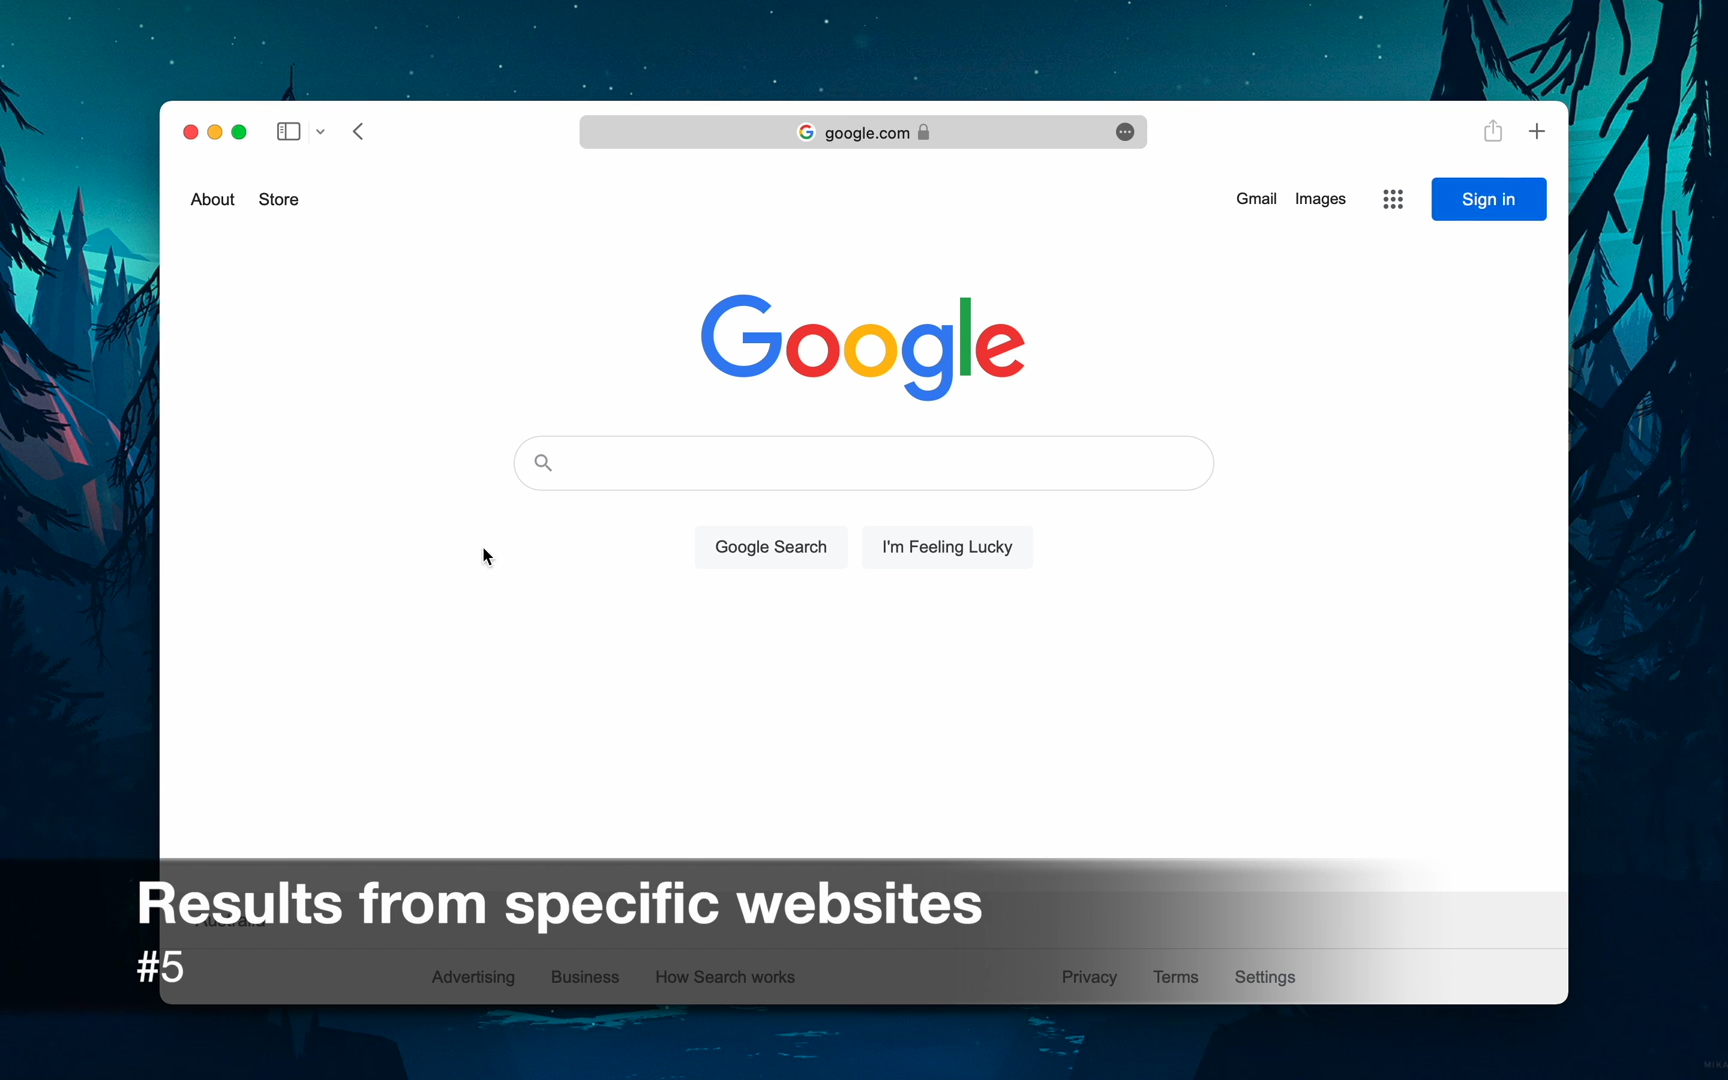 google.com
About Store
Gmail Images Sign in
Google
Google Search I'm Feeling Lucky
Results from specific websites
Australia
#5
Advertising Business How Search works
Privacy Terms Settings